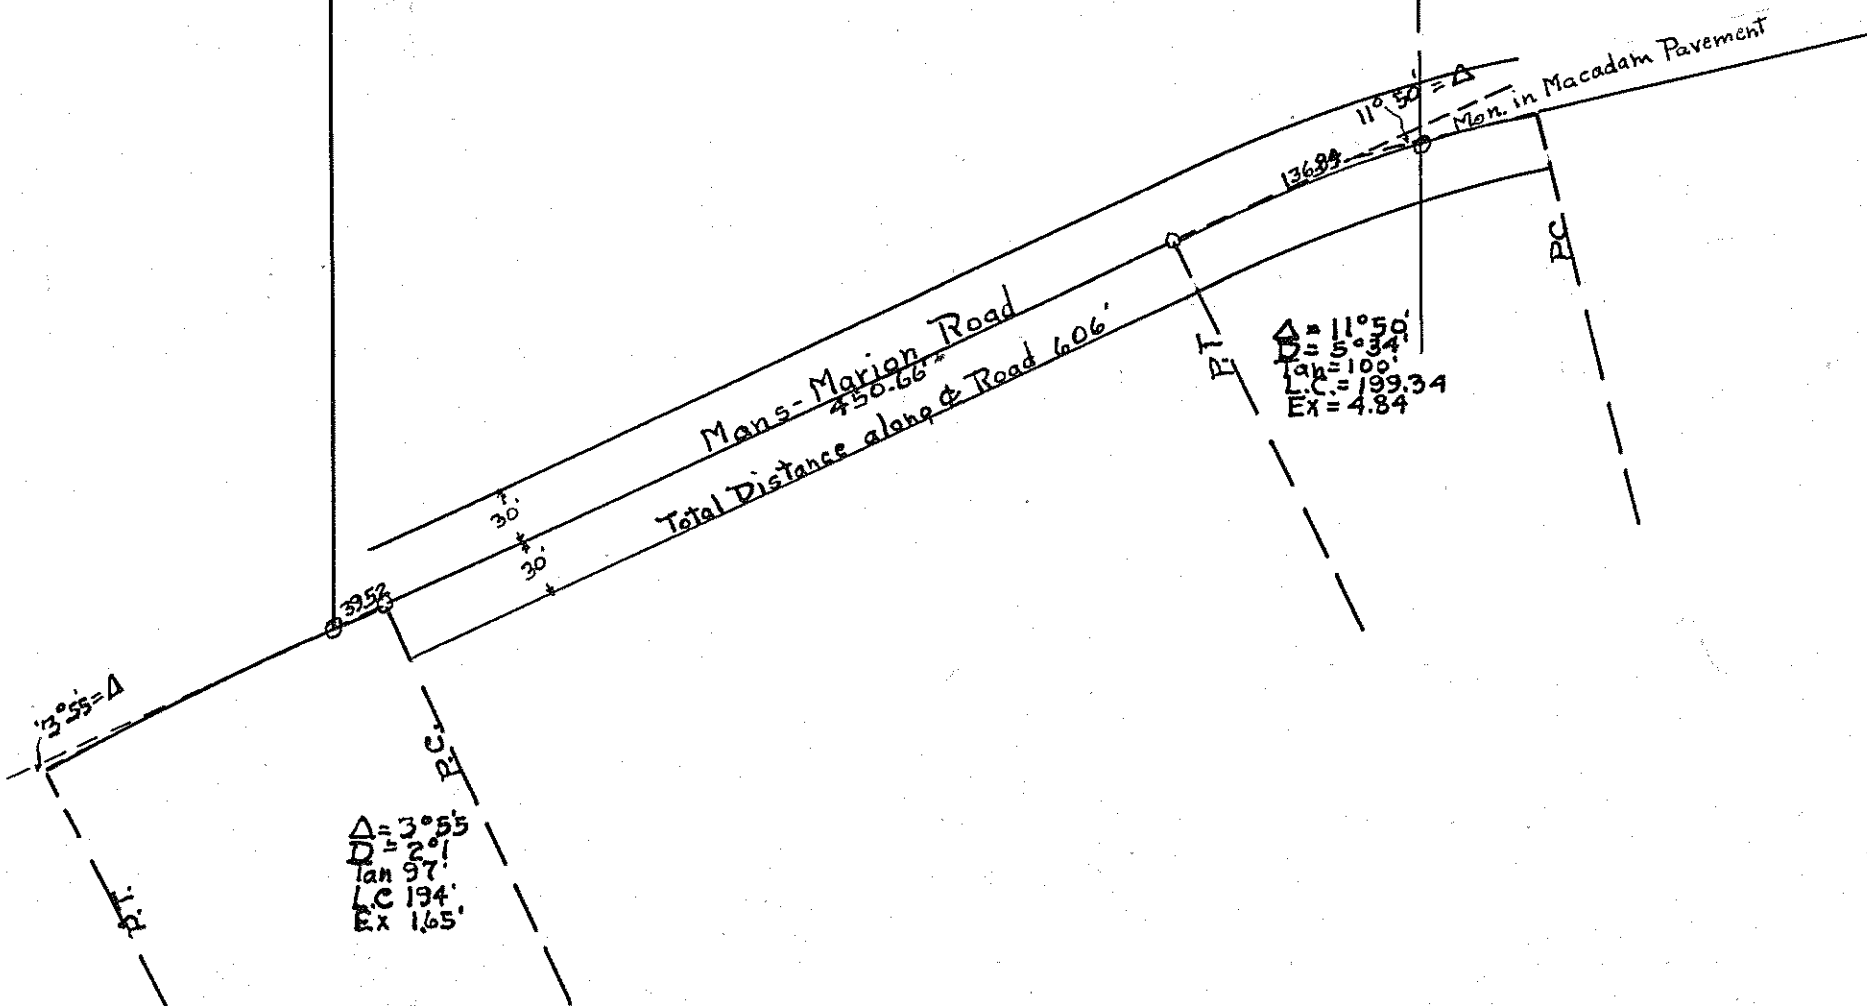 11° 50' = Δ
Mon. in Macadam Pavement
136.84
PC
Mans-Marion Road
450.66'
Total Distance along ℄ Road 606'
P.T.
Δ = 11°50'
D = 5°54'
Tan = 100'
L.C. = 199.34
Ex = 4.84
30'
30'
39.52
3°55' = Δ
P.C.
Δ = 3°55'
D = 2°1'
Tan 97'
L.C 194'
Ex 1.65'
P.T.